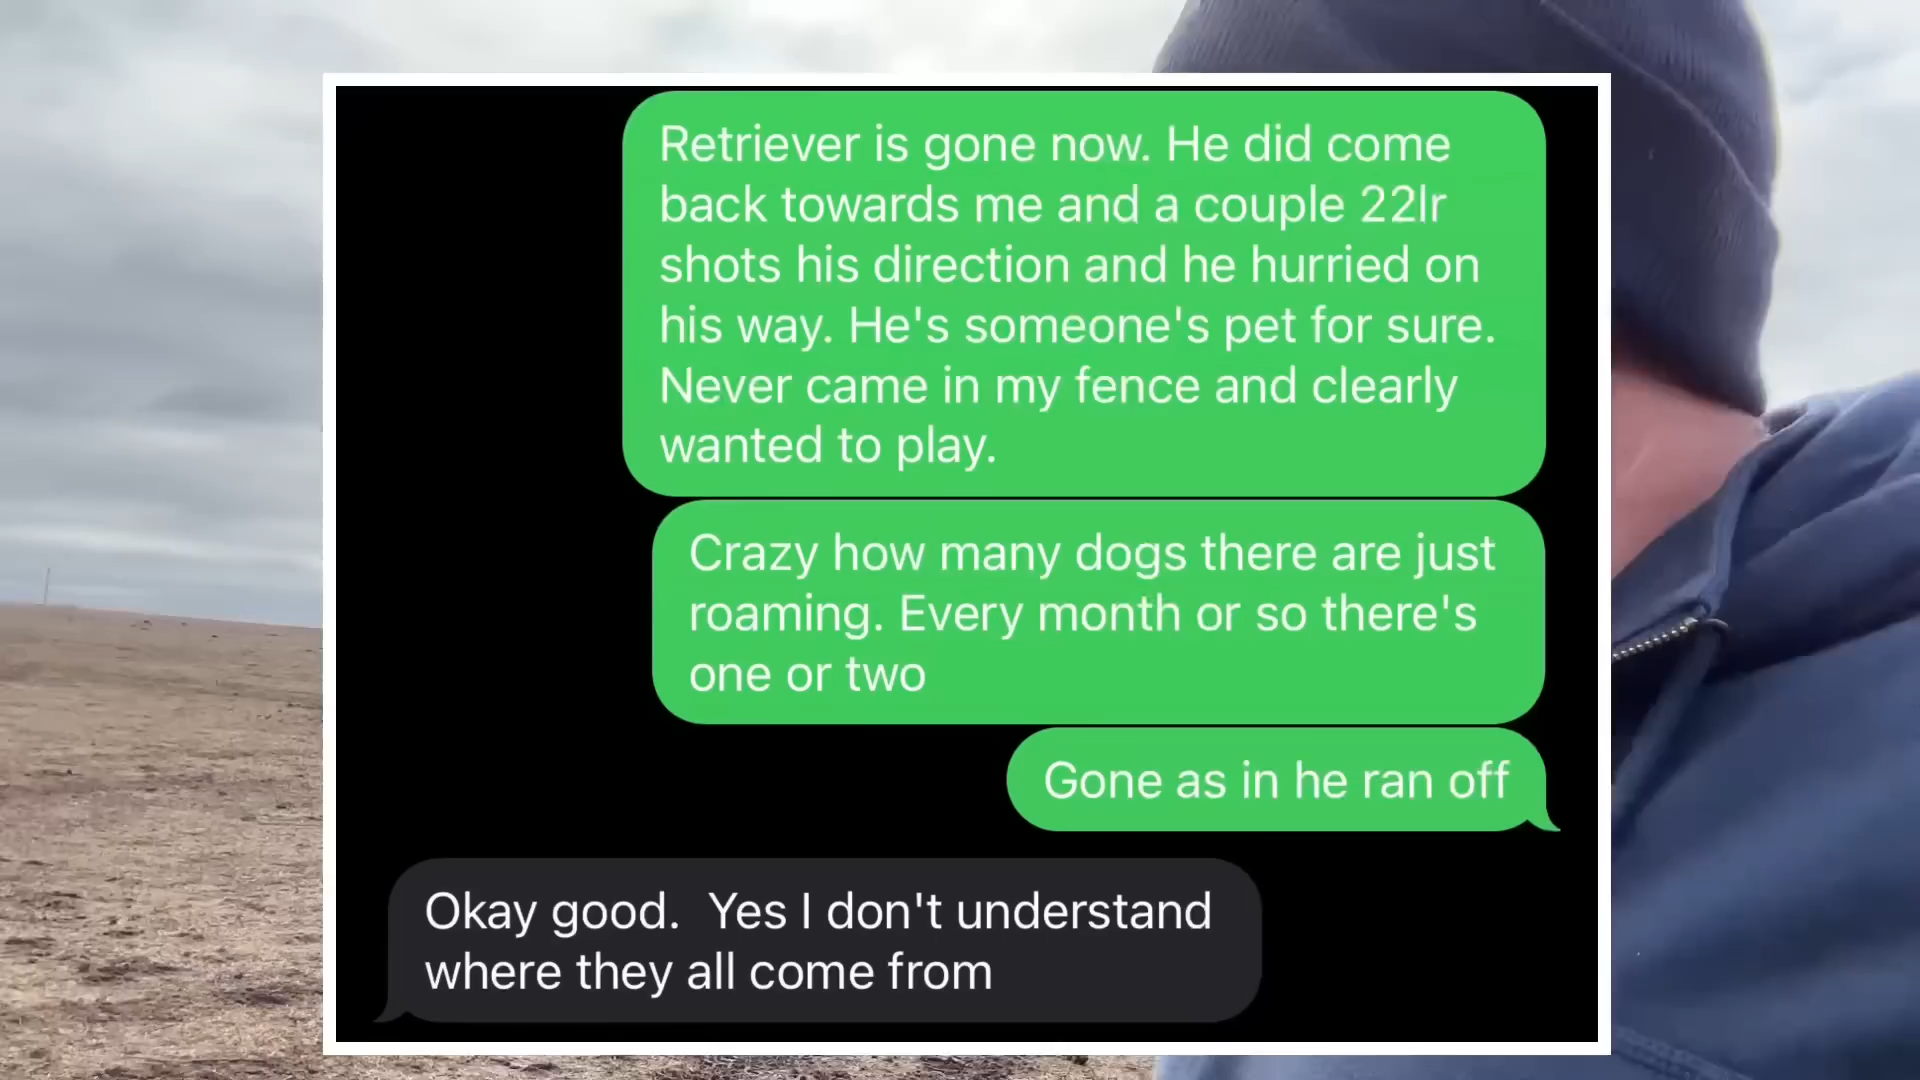 Retriever is gone now. He did come
back towards me and a couple 22lr
shots his direction and he hurried on
his way. He's someone's pet for sure.
Never came in my fence and clearly
wanted to play.
Crazy how many dogs there are just
roaming. Every month or so there's
one or two
Gone as in he ran off
Okay good.  Yes I don't understand
where they all come from